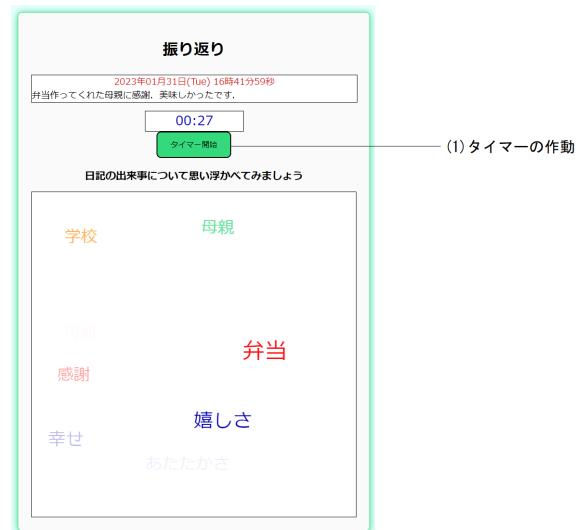 振り返り
2023年01月31日(Tue) 16時41分59秒
弁当作ってくれた母親に感謝．美味しかったです．
00:27
タイマー開始
(1)タイマーの作動
日記の出来事について思い浮かべてみましょう
母親
学校
弁当
感謝
嬉しさ
幸せ
あたたかさ